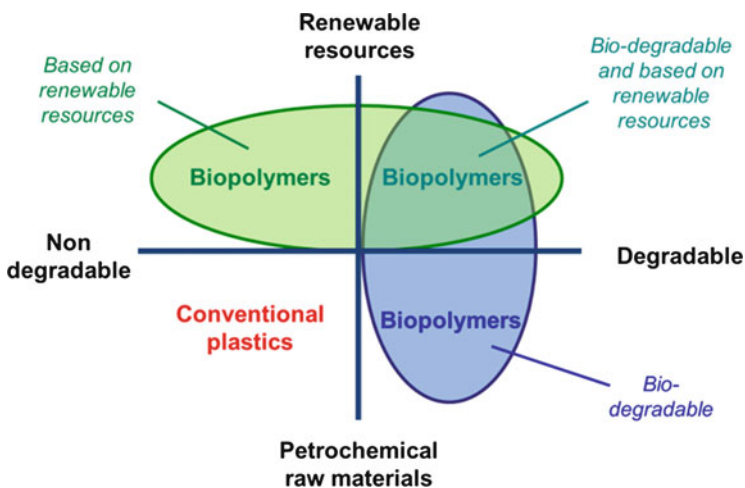 Renewable
resources
Based on
renewable
resources
Bio-degradable
and based on
renewable
resources
Biopolymers
Biopolymers
Non
degradable
Degradable
Conventional
plastics
Biopolymers
Bio-
degradable
Petrochemical
raw materials